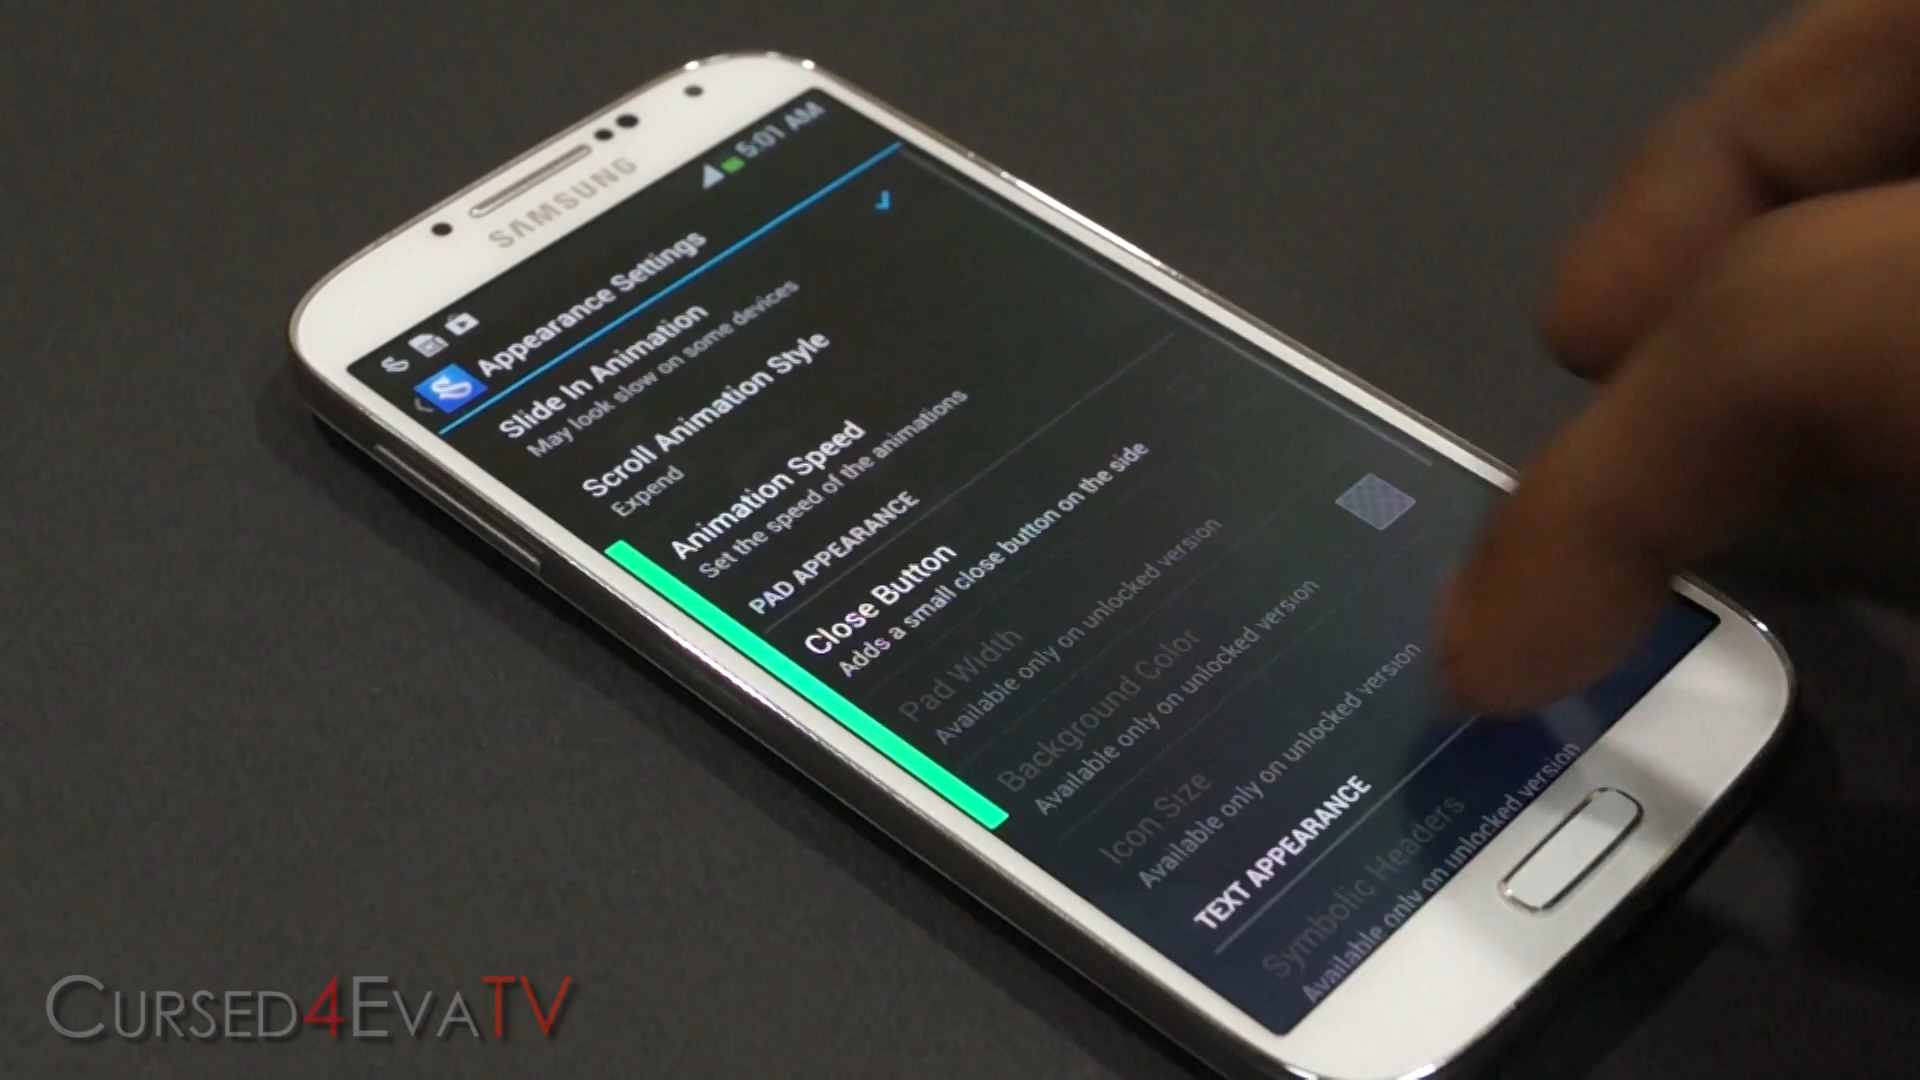 SAMSUNG
5:01 AM
Appearance Settings
Slide In Animation
May look slow on some devices
Scroll Animation Style
Expend
Animation Speed
Set the speed of the animations
PAD APPEARANCE
Close Button
Adds a small close button on the side
Pad Width
Available only on unlocked version
Background Color
Available only on unlocked version
Icon Size
Available only on unlocked version
TEXT APPEARANCE
Symbolic Headers
Available only on unlocked version
CURSED4EVATV